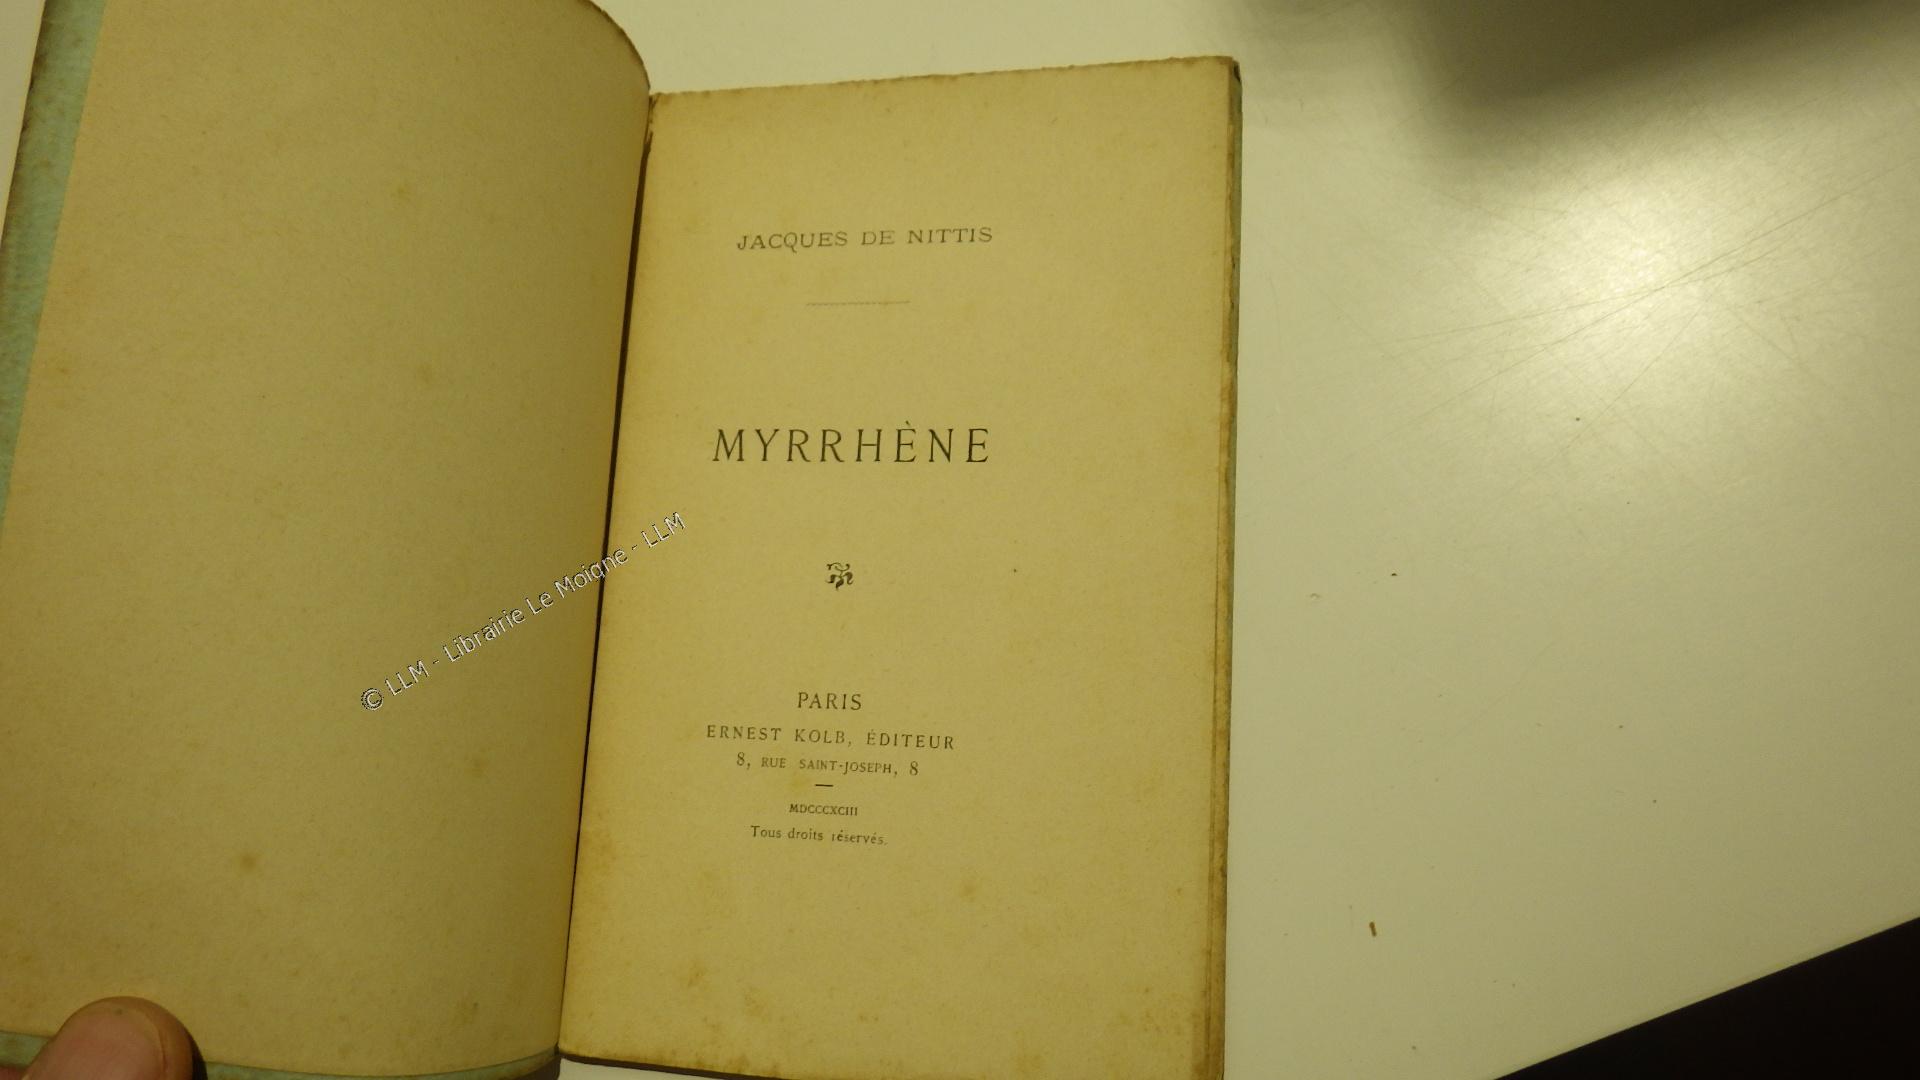 JACQUES DE NITTIS
MYRRHÈNE
PARIS
ERNEST KOLB, ÉDITEUR
8, RUE SAINT-JOSEPH, 8
MDCCCXCIII
Tous droits réservés.
© LLM - Librairie Le Moigne - LLM